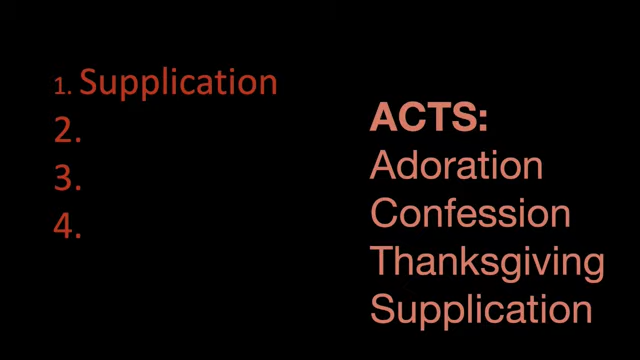 1. Supplication
2.
3.
4.
ACTS:
Adoration
Confession
Thanksgiving
Supplication